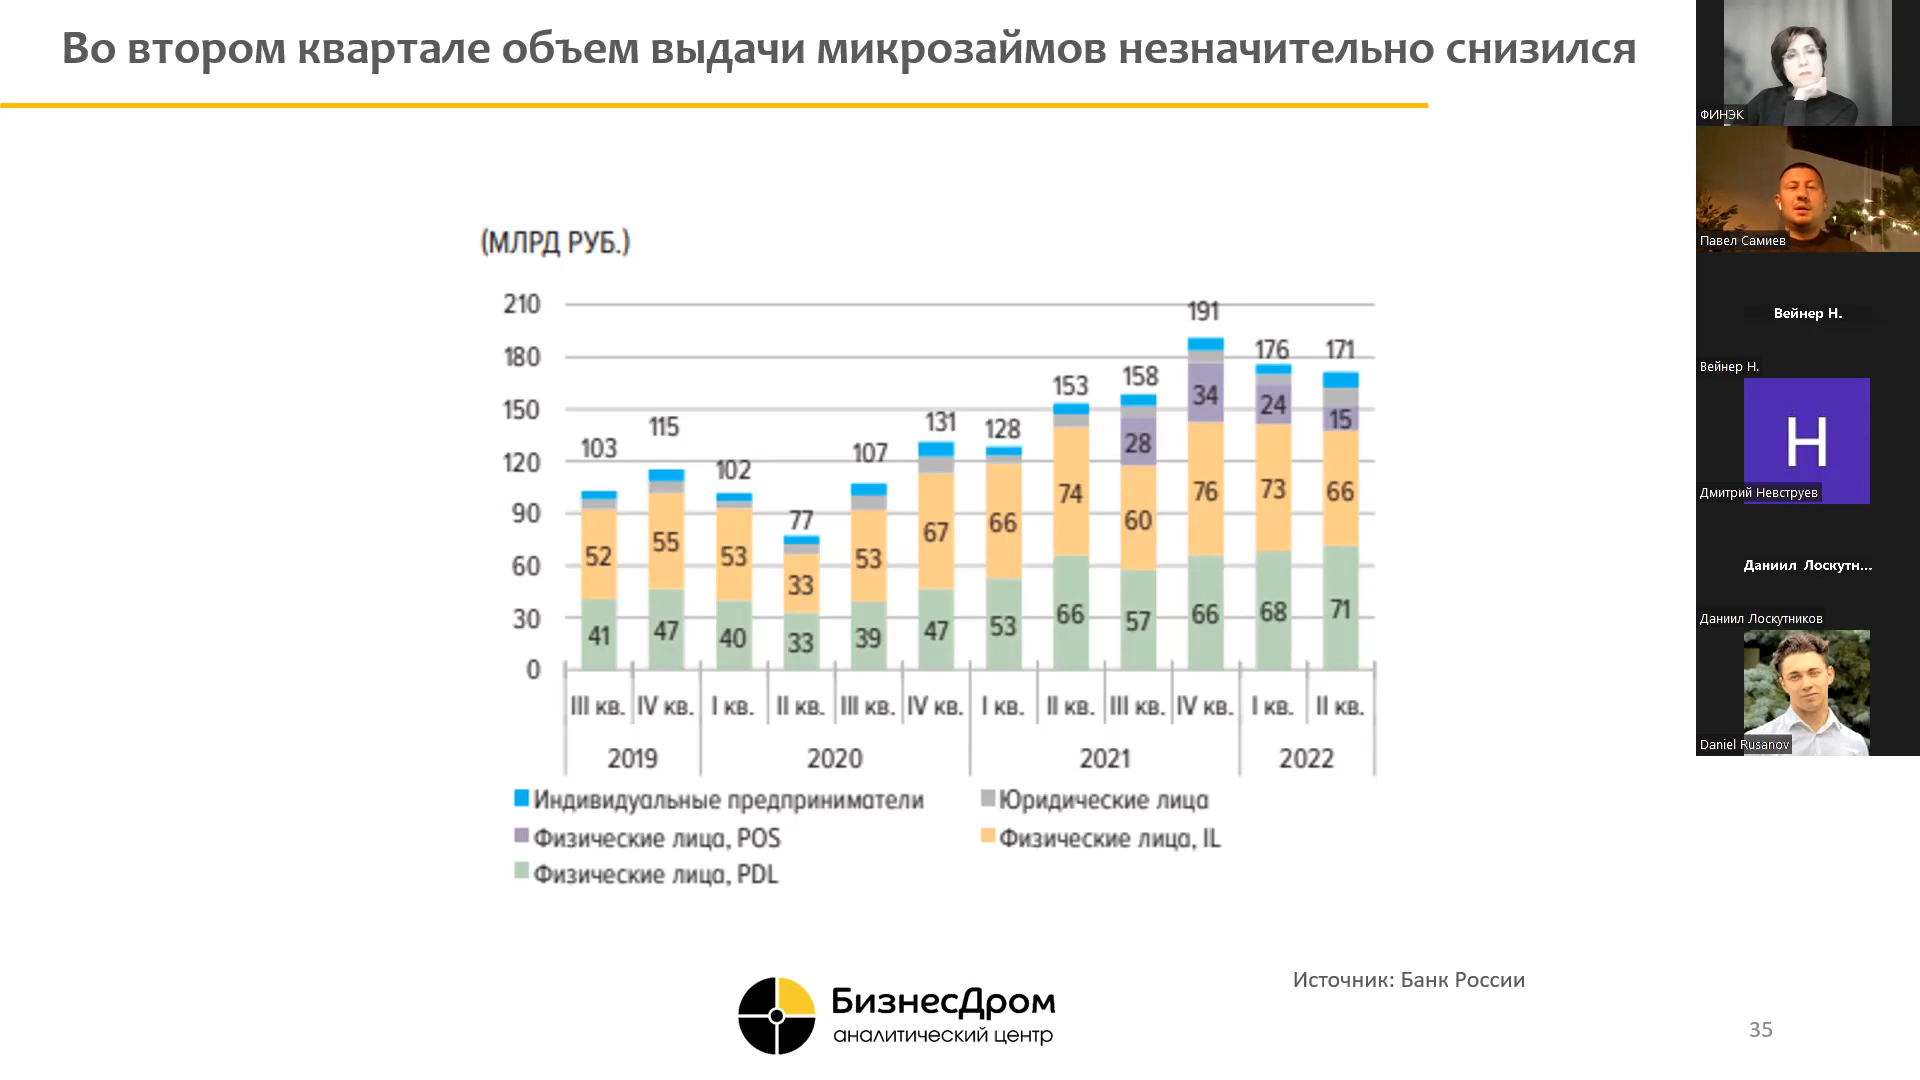 Во втором квартале объем выдачи микрозаймов незначительно снизился
(МЛРД РУБ.)
210
180
150
120
90
60
30
0
103
115
102
77
107
131
128
153
158
191
176
171
34
24
15
28
52
55
53
33
53
67
66
74
60
76
73
66
41
47
40
33
39
47
53
66
57
66
68
71
III кв. IV кв. I кв. II кв. III кв. IV кв. I кв. II кв. III кв. IV кв. I кв. II кв.
2019 2020 2021 2022
Индивидуальные предприниматели Юридические лица
Физические лица, POS Физические лица, IL
Физические лица, PDL
Источник: Банк России
БизнесДром
аналитический центр
35
ФИНЭК
Павел Самиев
Вейнер Н.
Вейнер Н.
Н
Дмитрий Невструев
Даниил Лоскутн...
Даниил Лоскутников
Daniel Rusanov